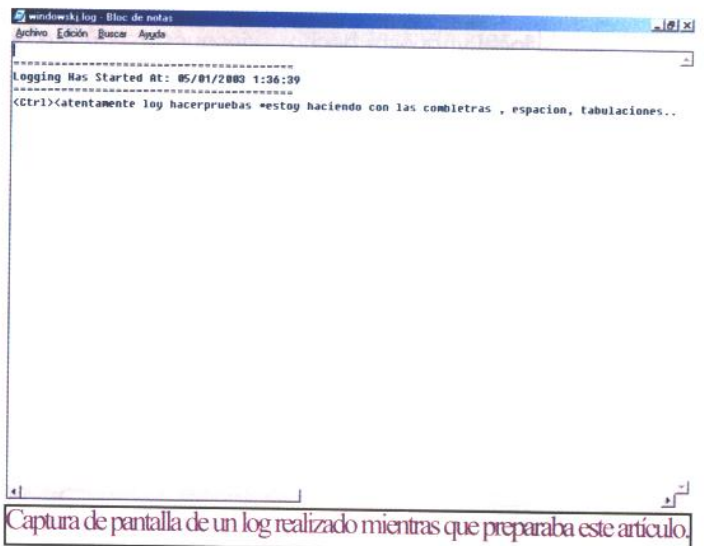 windowskj.log - Bloc de notas
Archivo Edición Buscar Ayuda
=========================================
Logging Has Started At: 05/01/2003 1:36:39
=========================================
<Ctrl><atentamente loy hacerpruebas *estoy haciendo con las combletras , espacion, tabulaciones..
Captura de pantalla de un log realizado mientras que preparaba este artículo.